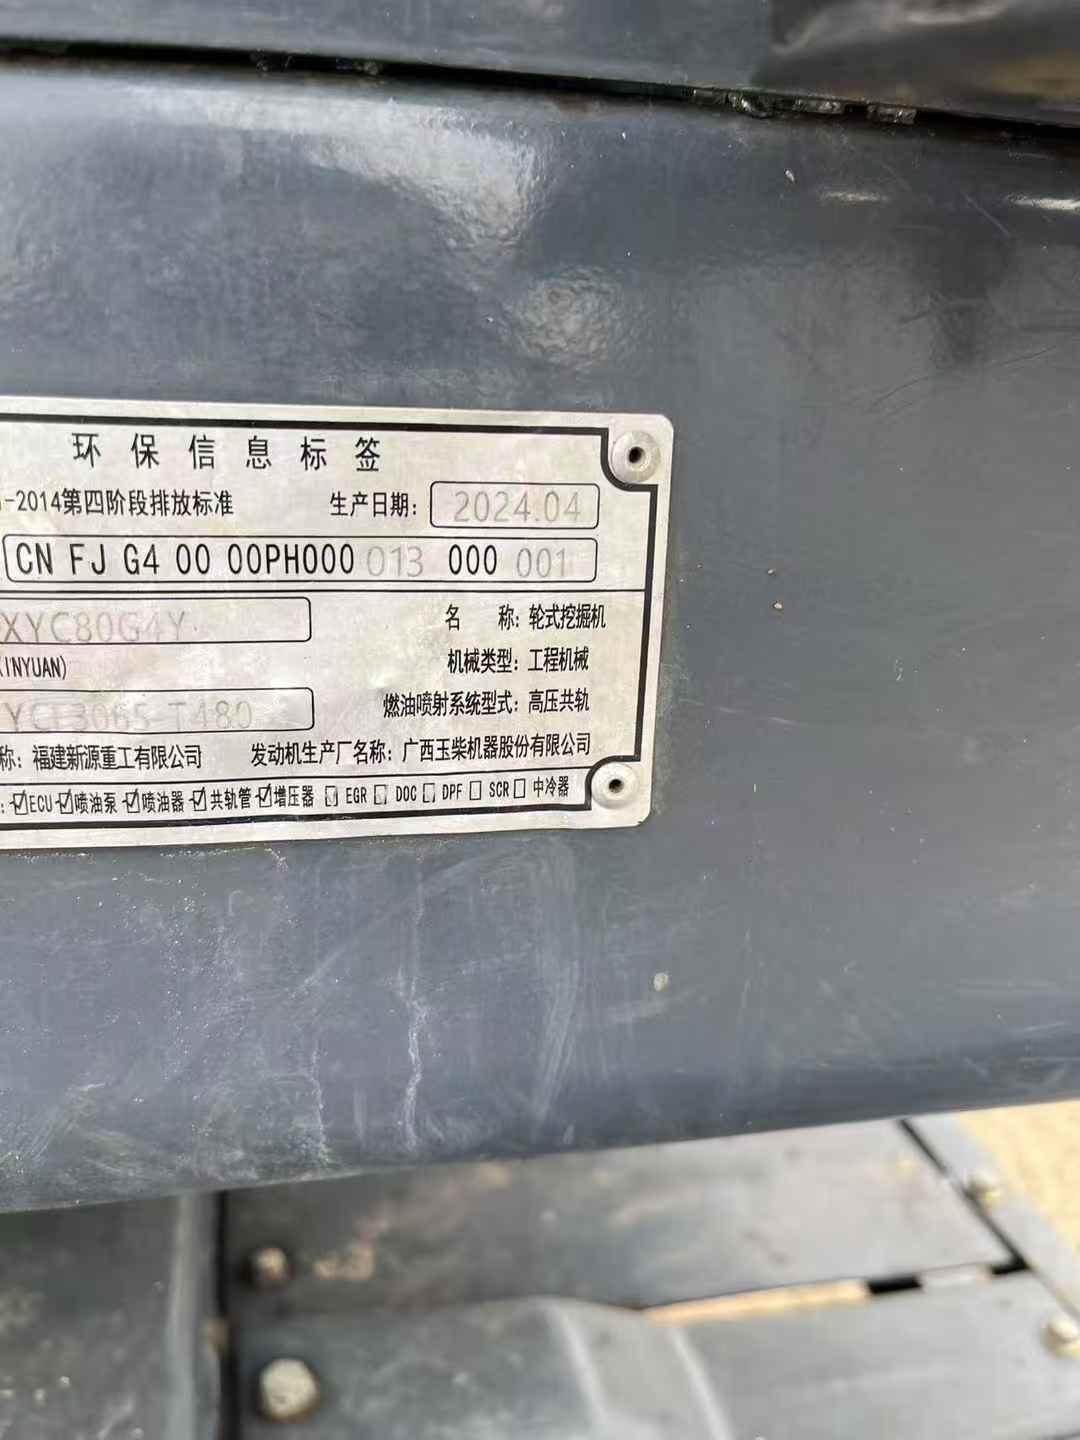 环保信息标签
-2014第四阶段排放标准 生产日期: 2024.04
CN FJ G4 00 00PH000 013 000 001
XYC80G4Y 名 称: 轮式挖掘机
XINYUAN) 机械类型: 工程机械
T480 燃油喷射系统型式: 高压共轨
称: 福建新源重工有限公司 发动机生产厂名称: 广西玉柴机器股份有限公司
: ☑ECU ☑喷油泵 ☑喷油器 ☑共轨管 ☑增压器 ☑EGR ☐DOC ☐DPF ☐SCR ☐中冷器